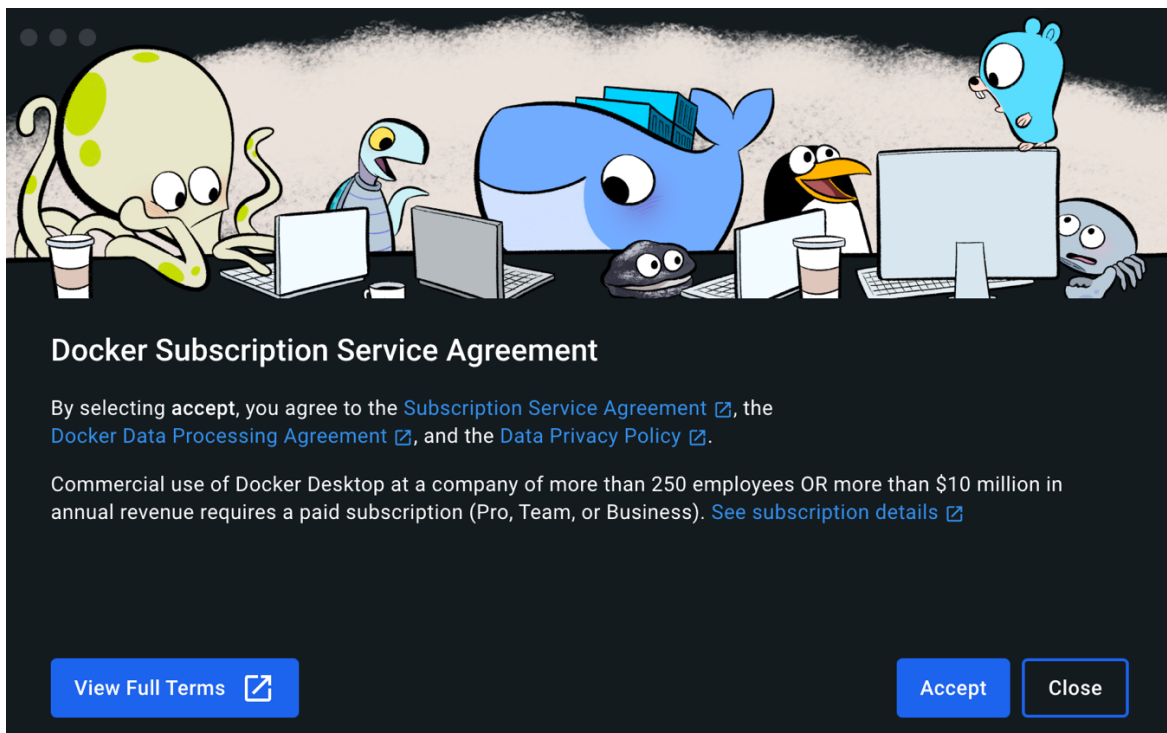 Docker Subscription Service Agreement
By selecting accept, you agree to the Subscription Service Agreement, the
Docker Data Processing Agreement, and the Data Privacy Policy.
Commercial use of Docker Desktop at a company of more than 250 employees OR more than $10 million in
annual revenue requires a paid subscription (Pro, Team, or Business). See subscription details
View Full Terms
Accept
Close